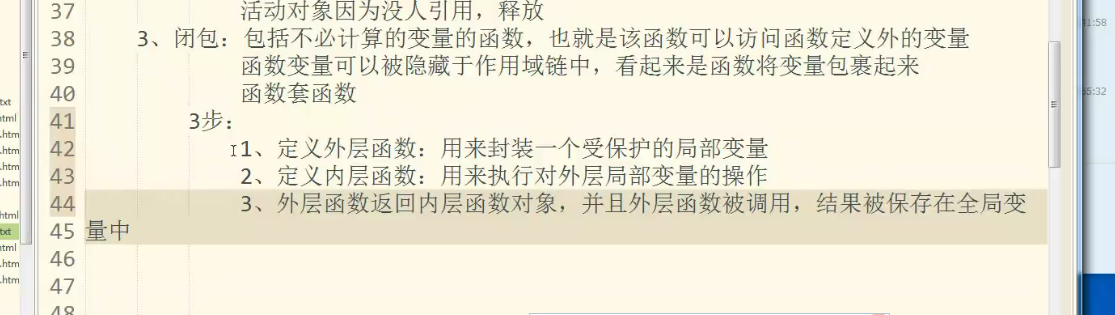 37 活动对象因为没人引用，释放
38 3、闭包：包括不必计算的变量的函数，也就是该函数可以访问函数定义外的变量
39 函数变量可以被隐藏于作用域链中，看起来是函数将变量包裹起来
40 函数套函数
41 3步：
42 1、定义外层函数：用来封装一个受保护的局部变量
43 2、定义内层函数：用来执行对外层局部变量的操作
44 3、外层函数返回内层函数对象，并且外层函数被调用，结果被保存在全局变
45 量中
46
47
48
txt
html
.htm
.htm
.htm
.htm
html
txt
html
.htm
.htm